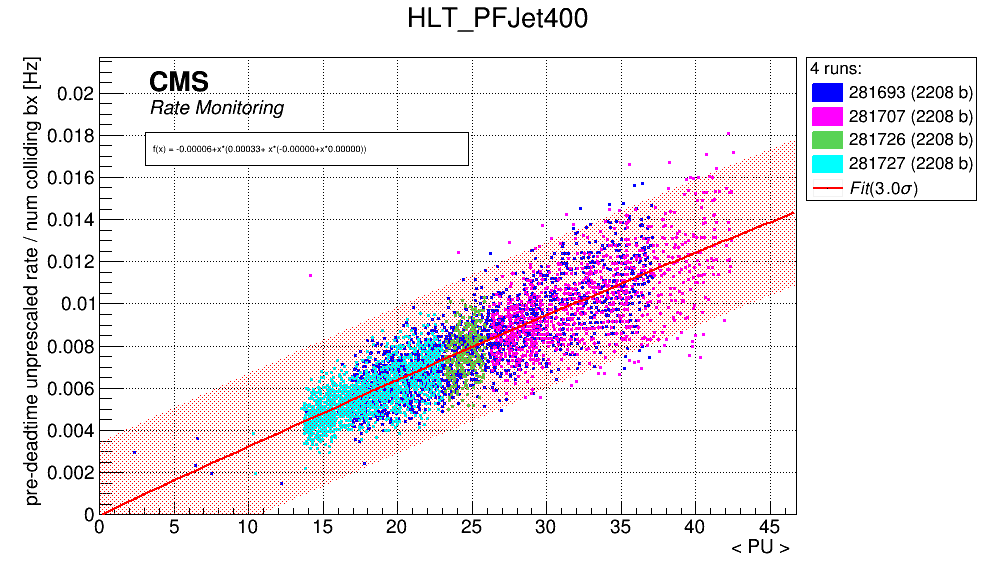 HLT_PFJet400
pre-deadtime unprescaled rate / num colliding bx [Hz]
CMS
Rate Monitoring
f(x) = -0.00006+x*(0.00033+ x*(-0.00000+x*0.00000))
0.02
0.018
0.016
0.014
0.012
0.01
0.008
0.006
0.004
0.002
0
0 5 10 15 20 25 30 35 40 45
< PU >
4 runs:
281693 (2208 b)
281707 (2208 b)
281726 (2208 b)
281727 (2208 b)
Fit(3.0σ)